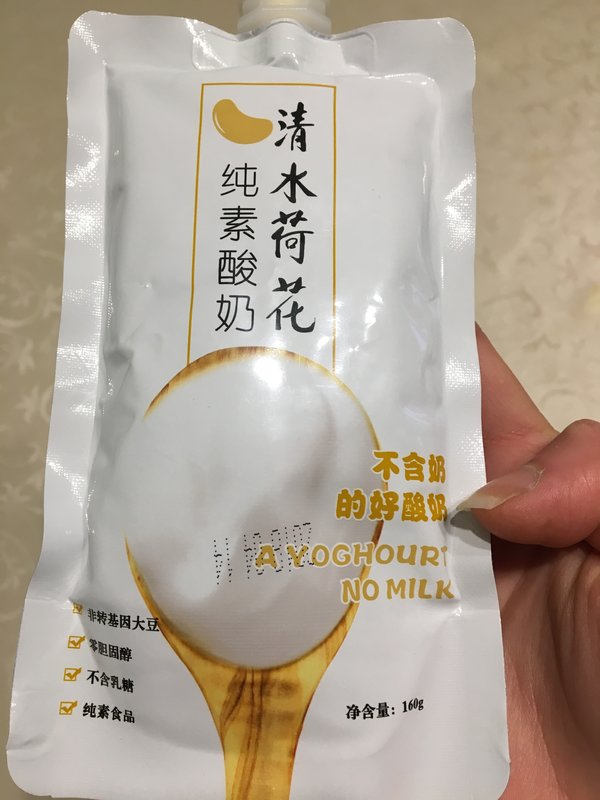 清水荷花
纯素酸奶
不含奶
的好酸奶
A YOGHOURT
NO MILK
非转基因大豆
零胆固醇
不含乳糖
纯素食品
净含量：160g